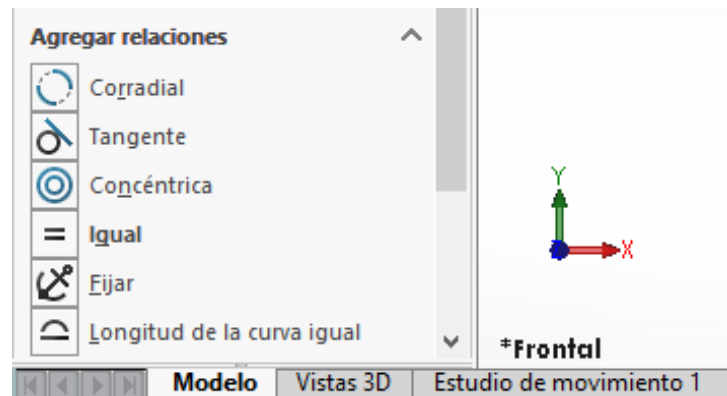 Agregar relaciones
Corradial
Tangente
Concéntrica
Igual
Fijar
Longitud de la curva igual
Y
X
*Frontal
Modelo Vistas 3D Estudio de movimiento 1